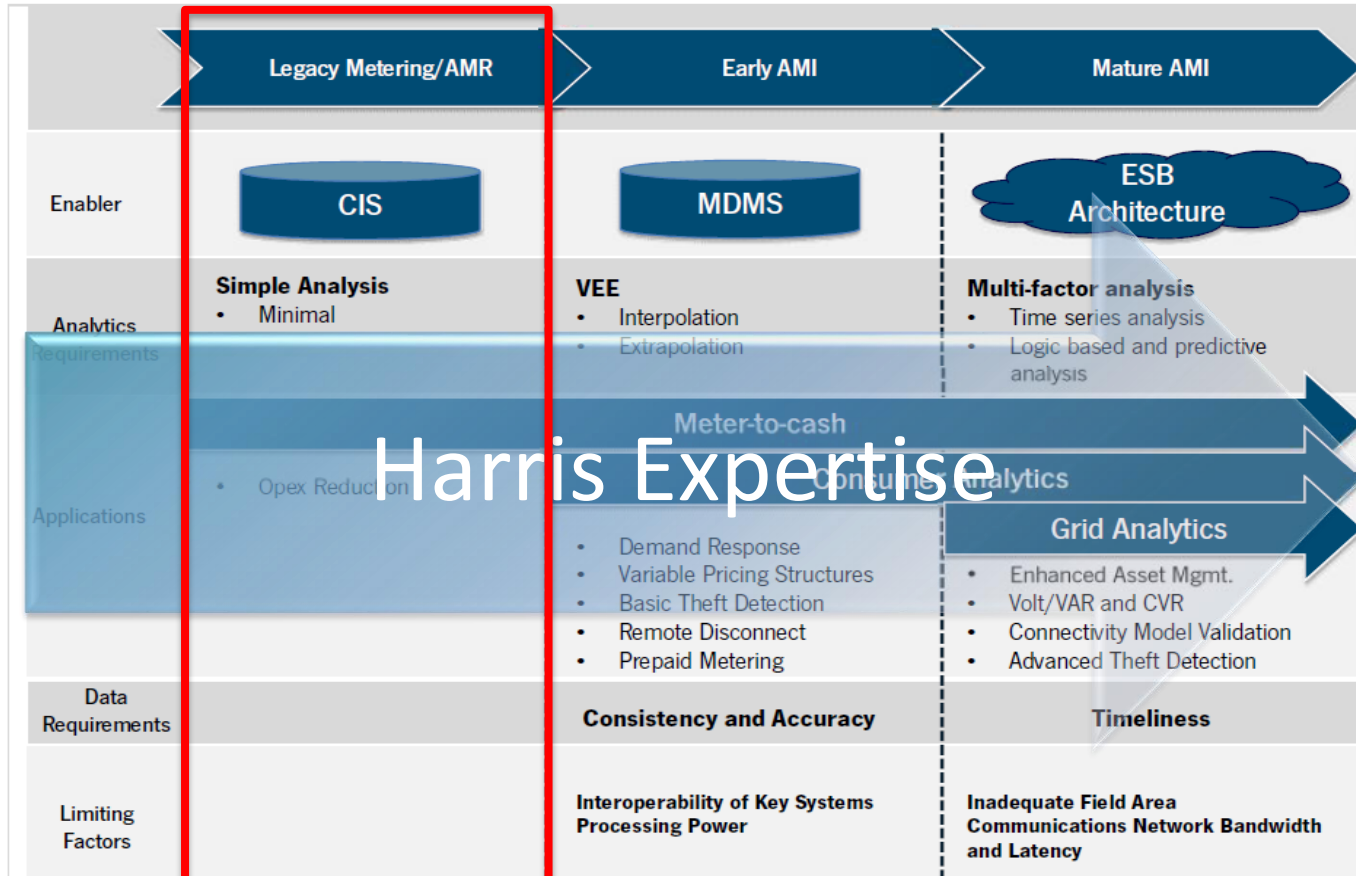 Legacy Metering/AMR
Early AMI
Mature AMI
Enabler
CIS
MDMS
ESB
Architecture
Analytics
Requirements
Simple Analysis
• Minimal
VEE
• Interpolation
• Extrapolation
Multi-factor analysis
• Time series analysis
• Logic based and predictive
analysis
Meter-to-cash
Harris Expertise
Consumer Analytics
Grid Analytics
Applications
• Opex Reduction
• Demand Response
• Variable Pricing Structures
• Basic Theft Detection
• Remote Disconnect
• Prepaid Metering
• Enhanced Asset Mgmt.
• Volt/VAR and CVR
• Connectivity Model Validation
• Advanced Theft Detection
Data
Requirements
Consistency and Accuracy
Timeliness
Limiting
Factors
Interoperability of Key Systems
Processing Power
Inadequate Field Area
Communications Network Bandwidth
and Latency